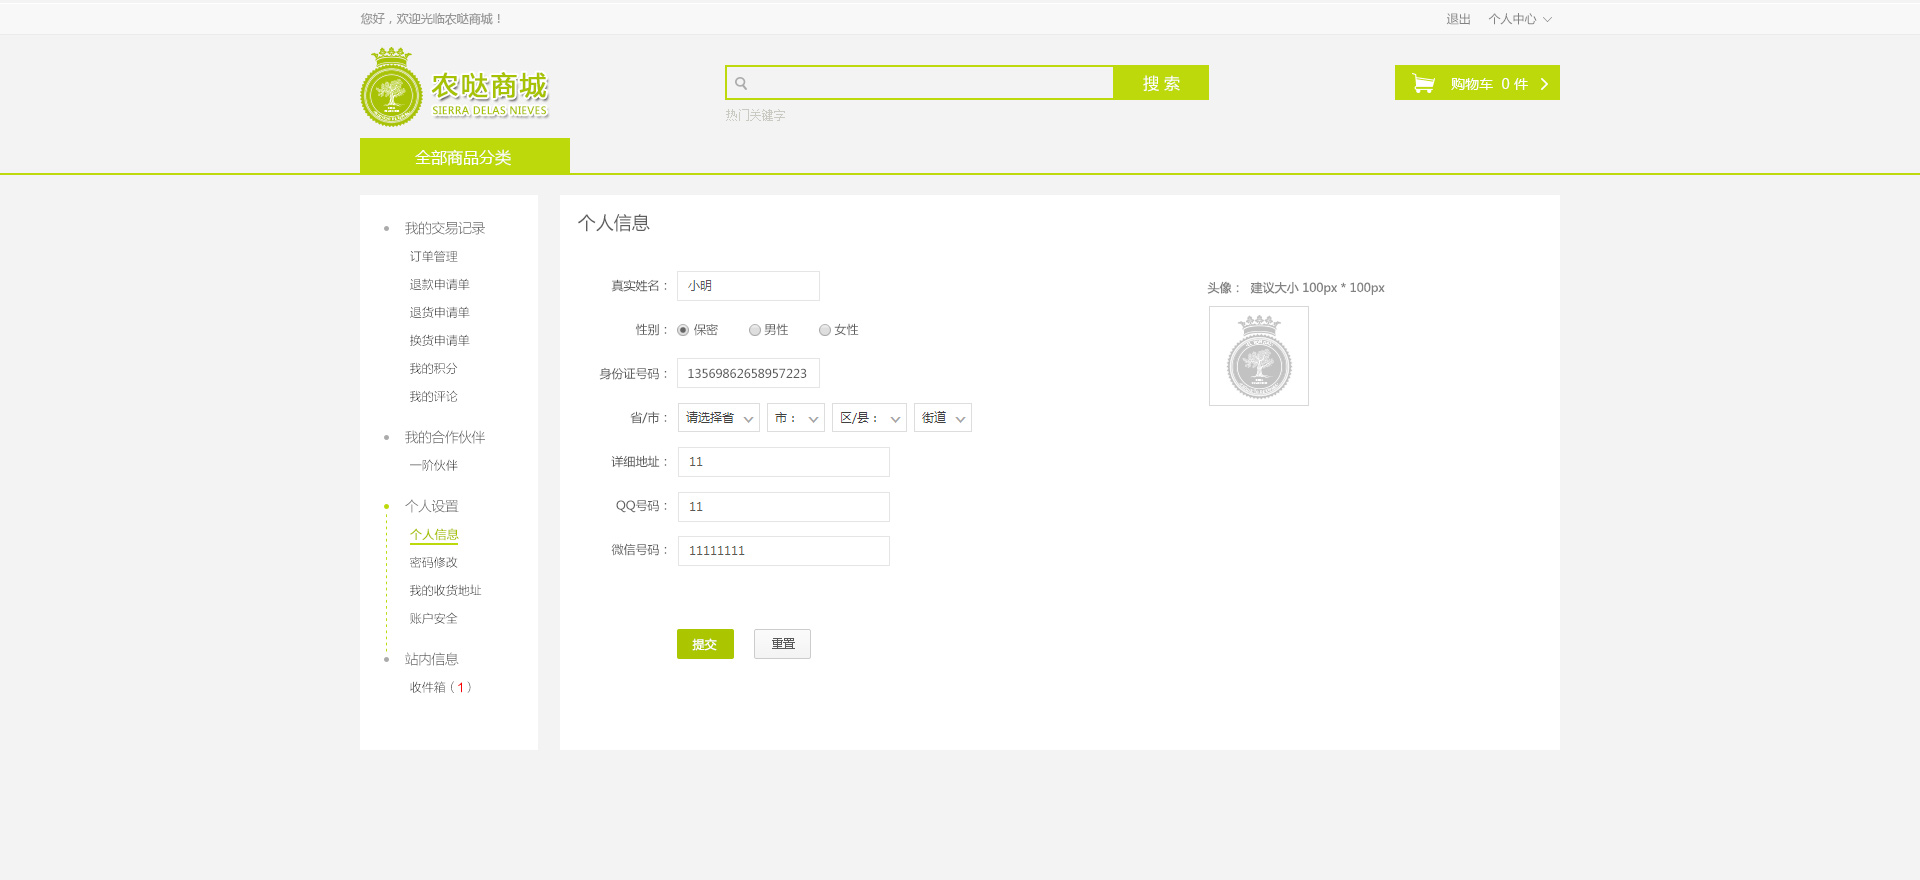 您好，欢迎光临农哒商城！
退出 个人中心
农哒商城
SIERRA DELAS NIEVES
搜 索
购物车 0 件
热门关键字
全部商品分类
我的交易记录
订单管理
退款申请单
退货申请单
换货申请单
我的积分
我的评论
我的合作伙伴
一阶伙伴
个人设置
个人信息
密码修改
我的收货地址
账户安全
站内信息
收件箱（1）
个人信息
真实姓名： 小明
性别： 保密 男性 女性
身份证号码： 13569862658957223
省/市： 请选择省 市： 区/县： 街道
详细地址： 11
QQ号码： 11
微信号码： 11111111
提交 重置
头像： 建议大小 100px * 100px